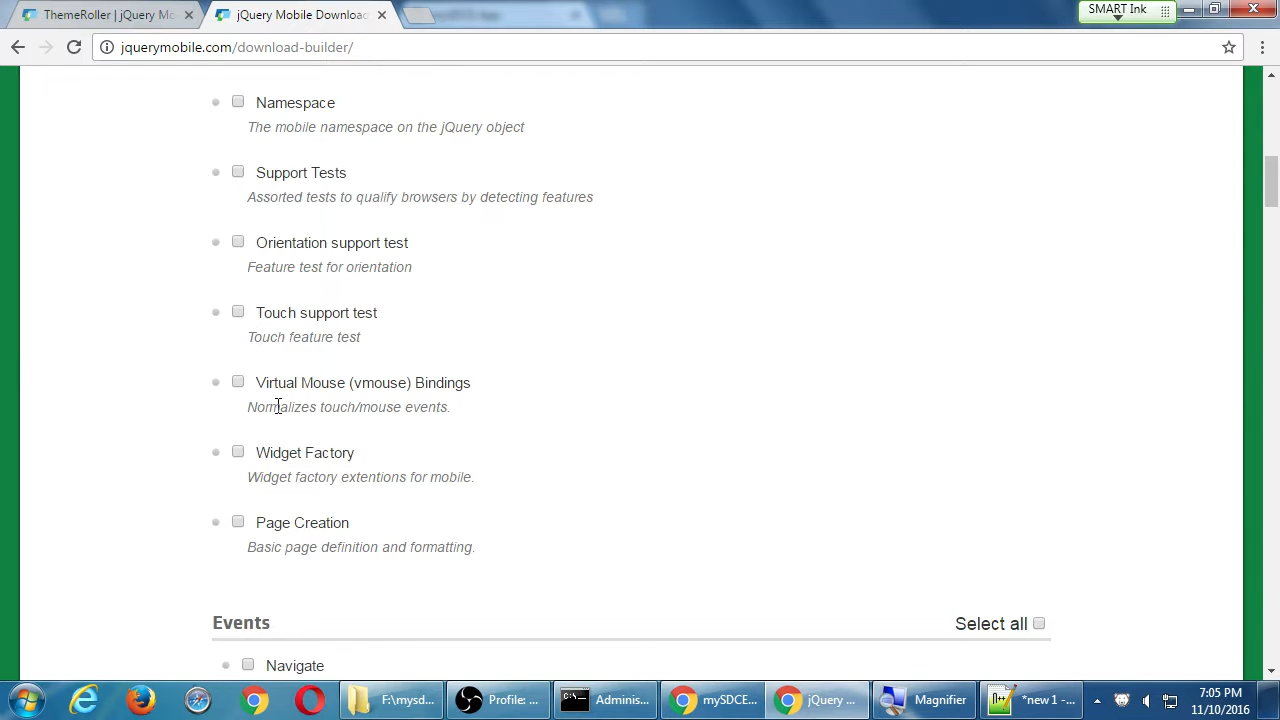 ThemeRoller | jQuery Mo
jQuery Mobile Download
SMART Ink
jquerymobile.com/download-builder/
Namespace
The mobile namespace on the jQuery object
Support Tests
Assorted tests to qualify browsers by detecting features
Orientation support test
Feature test for orientation
Touch support test
Touch feature test
Virtual Mouse (vmouse) Bindings
Normalizes touch/mouse events.
Widget Factory
Widget factory extentions for mobile.
Page Creation
Basic page definition and formatting.
Events
Select all
Navigate
F:\mysd...
Profile: ...
Adminis...
mySDCE...
jQuery ...
Magnifier
*new 1 -...
7:05 PM
11/10/2016